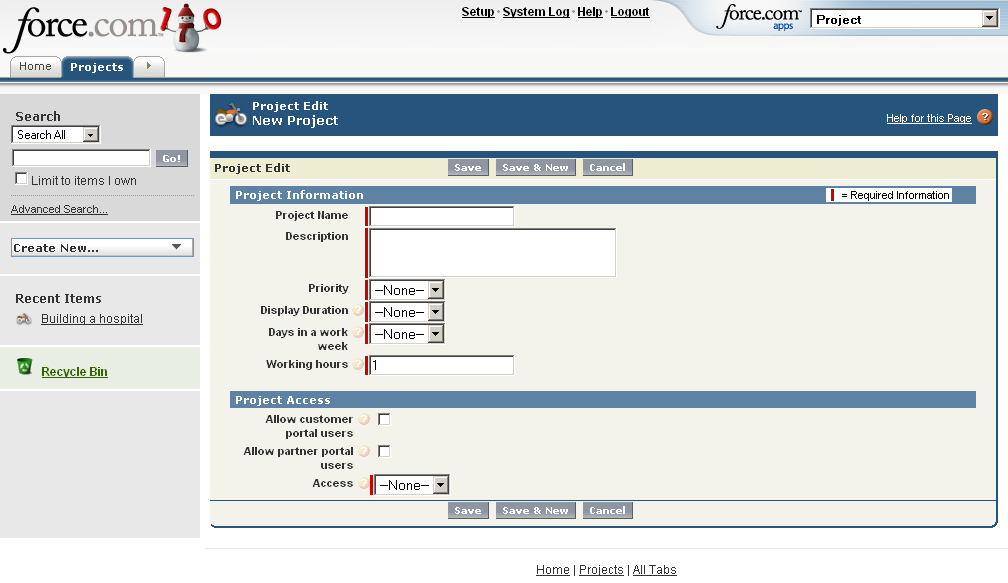 force.com
10
Setup · System Log · Help · Logout
force.com
apps
Project
Home
Projects
Search
Search All
Go!
Limit to items I own
Advanced Search...
Create New...
Recent Items
Building a hospital
Recycle Bin
Project Edit
New Project
Help for this Page ?
Project Edit
Save
Save & New
Cancel
Project Information
= Required Information
Project Name
Description
Priority
--None--
Display Duration ?
--None--
Days in a work
week ?
--None--
Working hours ?
1
Project Access
Allow customer
portal users ?
Allow partner portal
users ?
Access ?
--None--
Save
Save & New
Cancel
Home | Projects | All Tabs